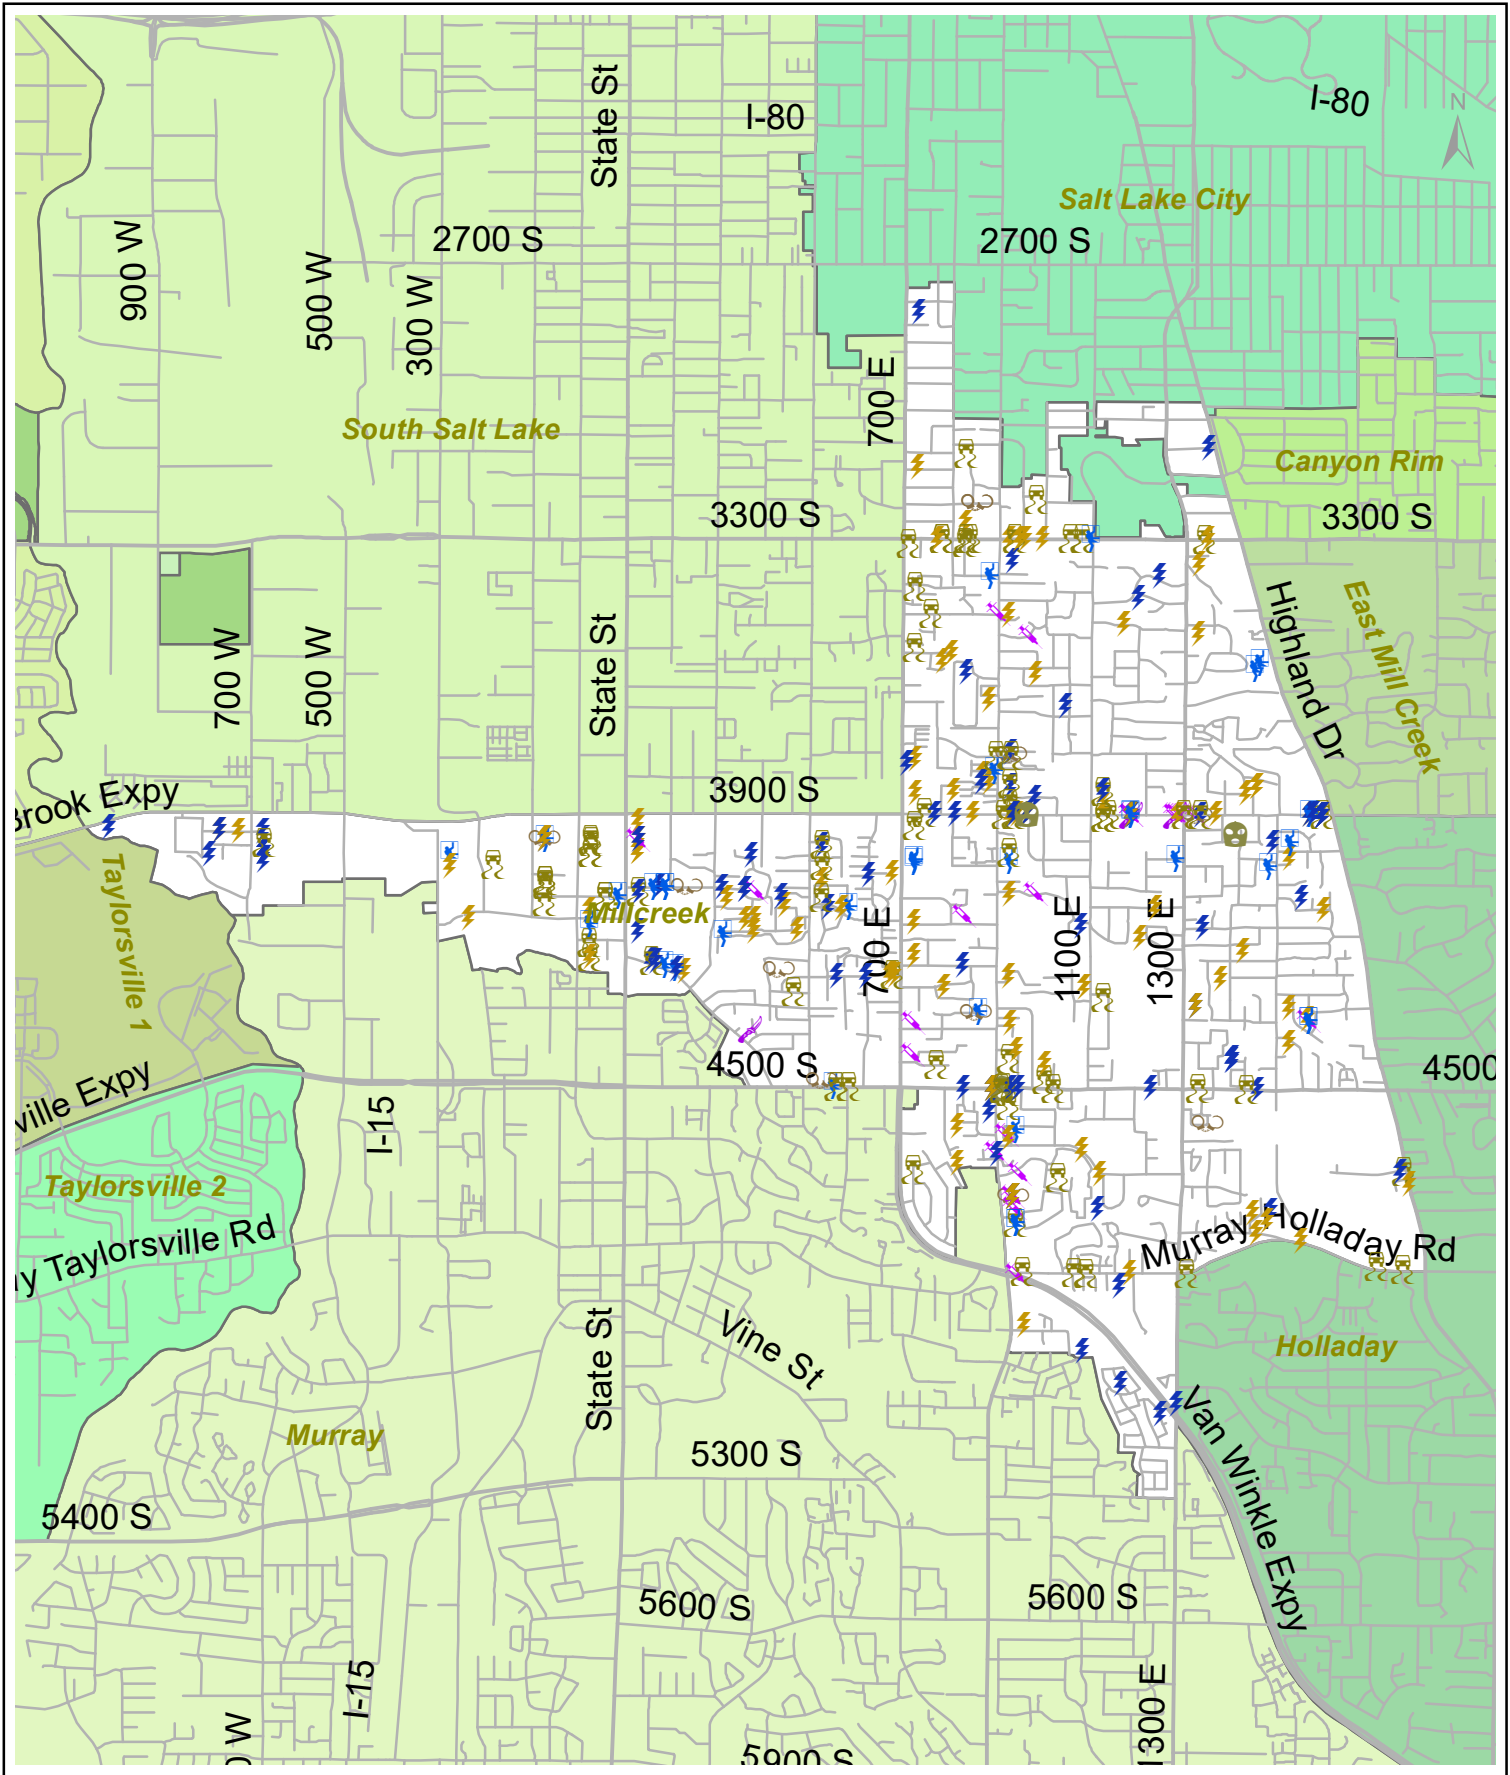 I-80
I-80
N
State St
Salt Lake City
2700 S
2700 S
900 W
500 W
300 W
700 E
South Salt Lake
Canyon Rim
3300 S
3300 S
East Mill Creek
Highland Dr
State St
700 W
500 W
3900 S
Brook Expy
Taylorsville 1
Millcreek
700 E
1100 E
1300 E
4500 S
4500
ville Expy
I-15
Taylorsville 2
y Taylorsville Rd
Murray Holladay Rd
Vine St
State St
Holladay
Murray
5300 S
Van Winkle Expy
5400 S
5600 S
5600 S
I-15
1300 E
0 W
5900 S